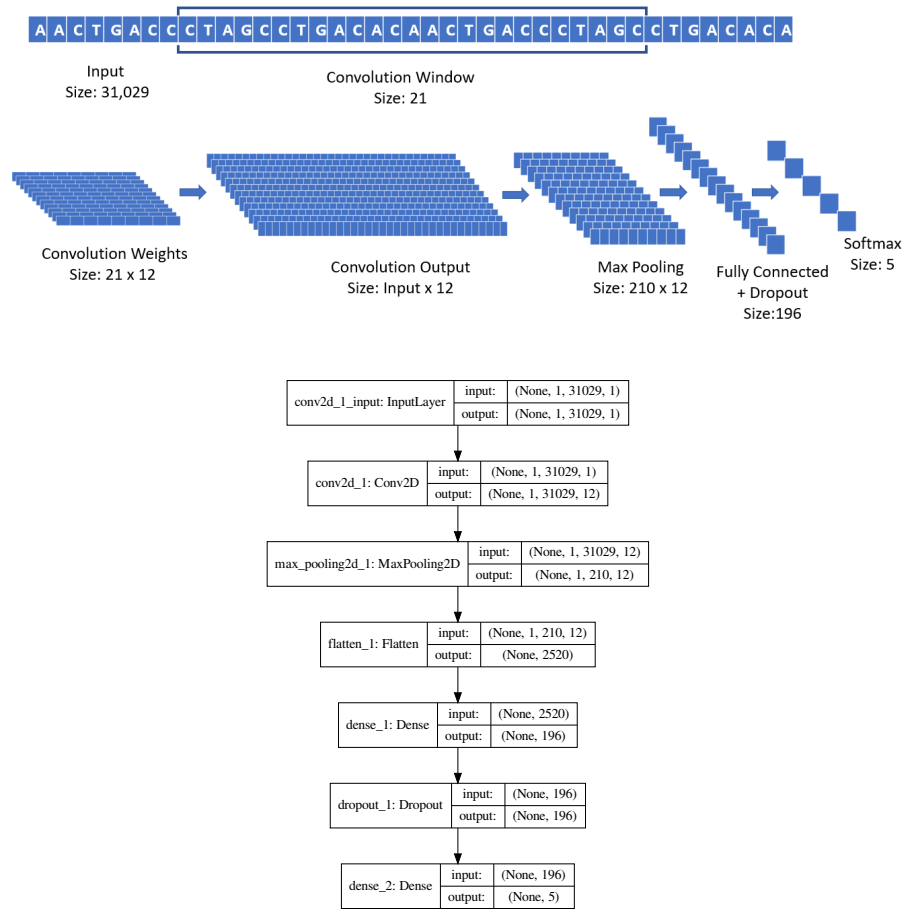 A A C T G A C C C T A G C C T G A C A C A A C T G A C C C T A G C C T G A C A C A
Input
Size: 31,029
Convolution Window
Size: 21
Convolution Weights
Size: 21 x 12
Convolution Output
Size: Input x 12
Max Pooling
Size: 210 x 12
Fully Connected
+ Dropout
Size:196
Softmax
Size: 5
conv2d_1_input: InputLayer
input: (None, 1, 31029, 1)
output: (None, 1, 31029, 1)
conv2d_1: Conv2D
input: (None, 1, 31029, 1)
output: (None, 1, 31029, 12)
max_pooling2d_1: MaxPooling2D
input: (None, 1, 31029, 12)
output: (None, 1, 210, 12)
flatten_1: Flatten
input: (None, 1, 210, 12)
output: (None, 2520)
dense_1: Dense
input: (None, 2520)
output: (None, 196)
dropout_1: Dropout
input: (None, 196)
output: (None, 196)
dense_2: Dense
input: (None, 196)
output: (None, 5)